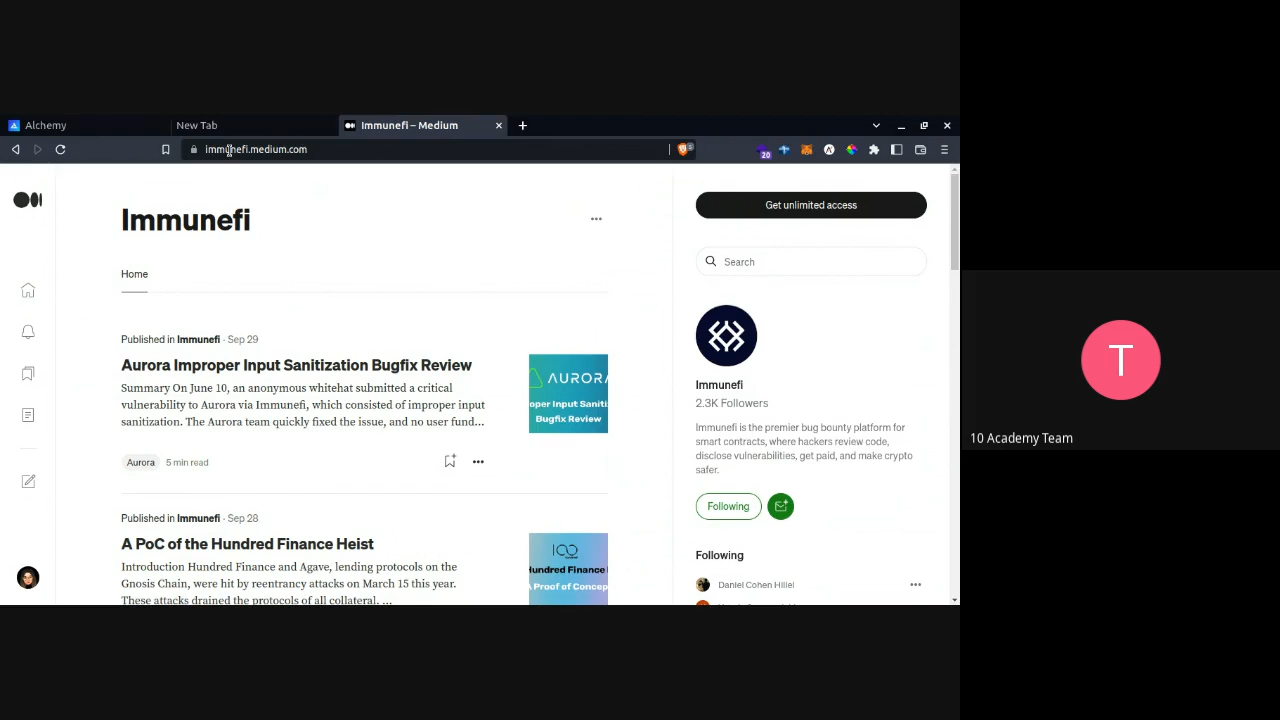 Alchemy
New Tab
Immunefi – Medium
immunefi.medium.com
20
Immunefi
Home
Published in Immunefi · Sep 29
Aurora Improper Input Sanitization Bugfix Review
Summary On June 10, an anonymous whitehat submitted a critical
vulnerability to Aurora via Immunefi, which consisted of improper input
sanitization. The Aurora team quickly fixed the issue, and no user fund...
AURORA
Bugfix Review
Aurora
5 min read
Published in Immunefi · Sep 28
A PoC of the Hundred Finance Heist
Introduction Hundred Finance and Agave, lending protocols on the
Gnosis Chain, were hit by reentrancy attacks on March 15 this year.
These attacks drained the protocols of all collateral. ...
Hundred Finance
A Proof of Concep
Get unlimited access
Search
Immunefi
2.3K Followers
Immunefi is the premier bug bounty platform for
smart contracts, where hackers review code,
disclose vulnerabilities, get paid, and make crypto
safer.
Following
Following
Daniel Cohen Hillel
T
10 Academy Team